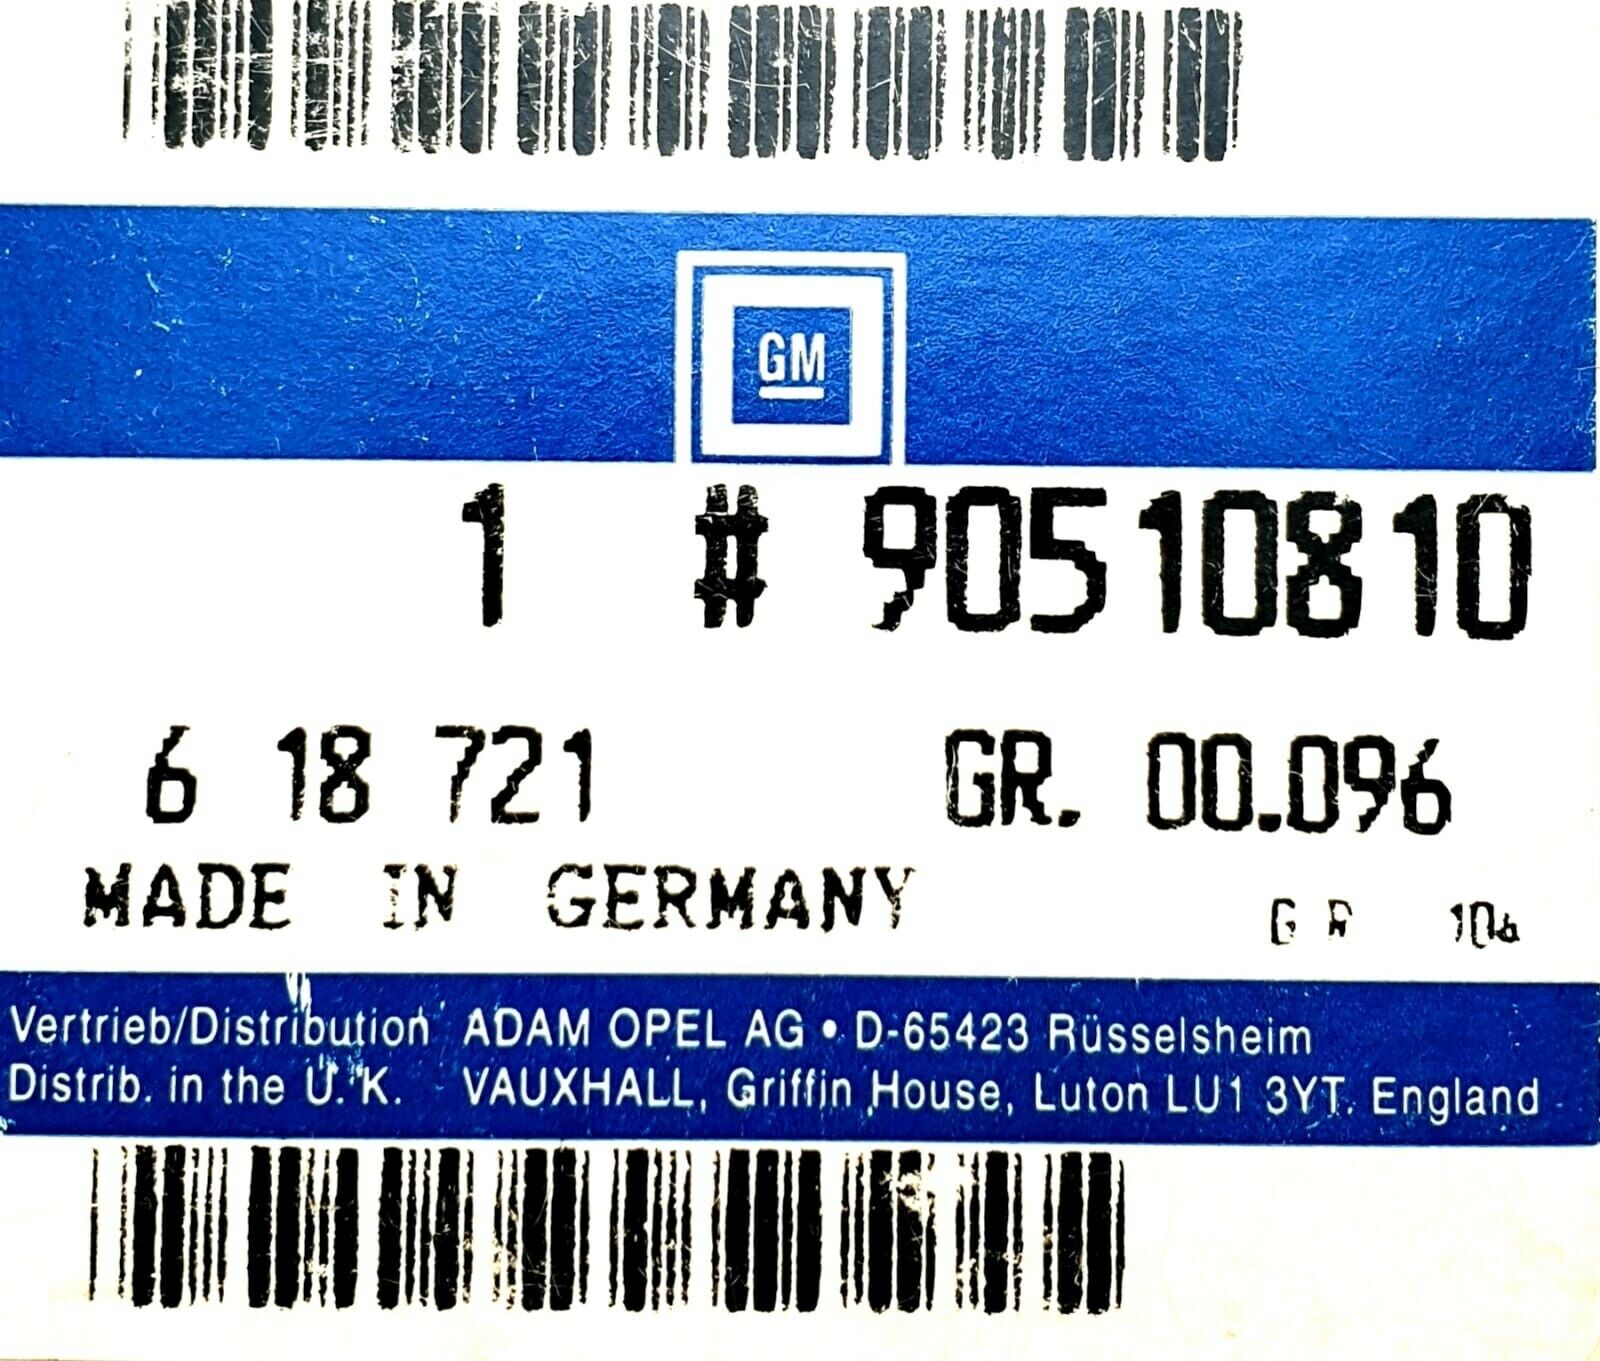 GM
1 # 90510810
6 18 721 GR. 00.096
MADE IN GERMANY G R
Vertrieb/Distribution ADAM OPEL AG • D-65423 Rüsselsheim
Distrib. in the U.K. VAUXHALL, Griffin House, Luton LU1 3YT. England